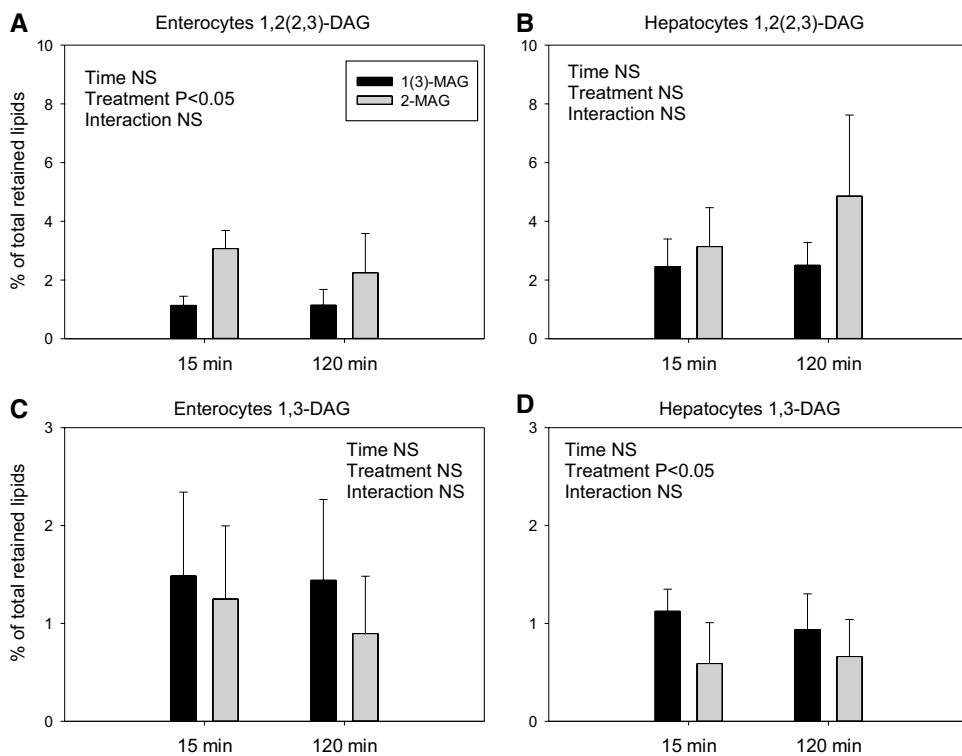 A
Enterocytes 1,2(2,3)-DAG
% of total retained lipids
10
8
6
4
2
0
Time NS
Treatment P<0.05
Interaction NS
1(3)-MAG
2-MAG
15 min
120 min
B
Hepatocytes 1,2(2,3)-DAG
10
8
6
4
2
0
Time NS
Treatment NS
Interaction NS
15 min
120 min
C
Enterocytes 1,3-DAG
% of total retained lipids
3
2
1
0
Time NS
Treatment NS
Interaction NS
15 min
120 min
D
Hepatocytes 1,3-DAG
3
2
1
0
Time NS
Treatment P<0.05
Interaction NS
15 min
120 min